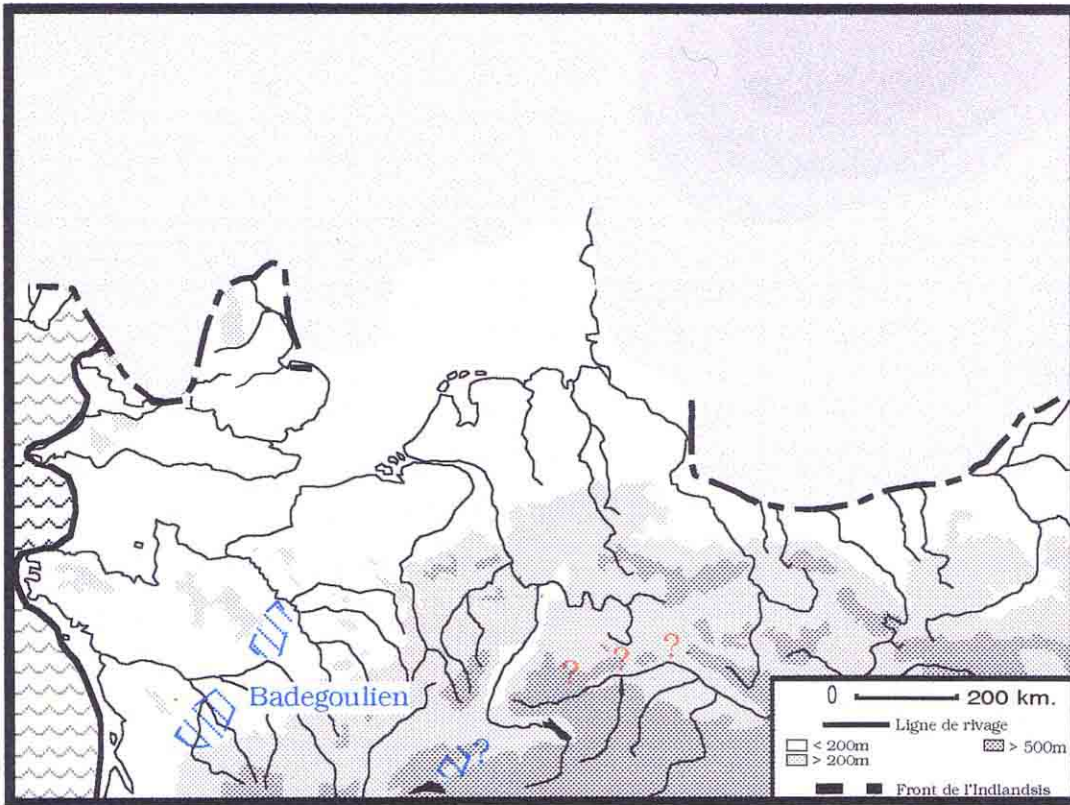 ? ? ?
Badegoulien
?
0 200 km.
Ligne de rivage
< 200m > 500m
> 200m
Front de l'Indlandsis